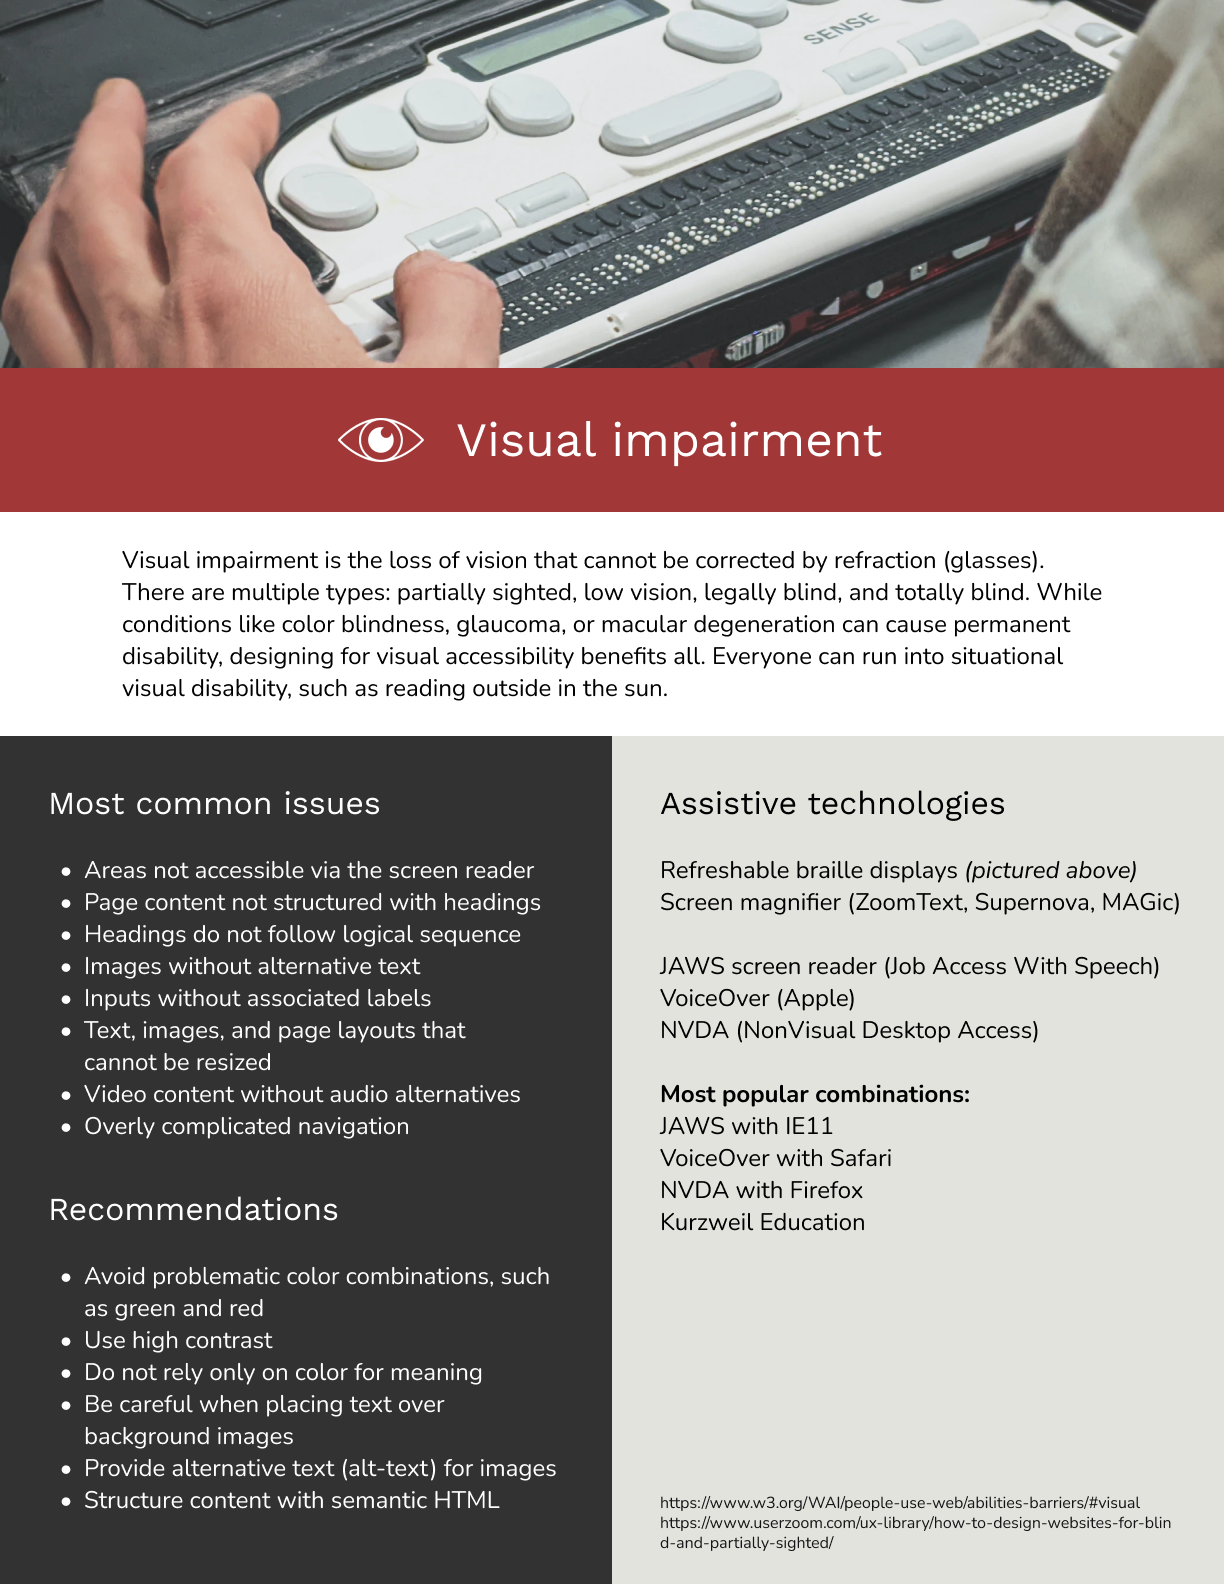 SENSE
Visual impairment
Visual impairment is the loss of vision that cannot be corrected by refraction (glasses).
There are multiple types: partially sighted, low vision, legally blind, and totally blind. While
conditions like color blindness, glaucoma, or macular degeneration can cause permanent
disability, designing for visual accessibility benefits all. Everyone can run into situational
visual disability, such as reading outside in the sun.
Most common issues
• Areas not accessible via the screen reader
• Page content not structured with headings
• Headings do not follow logical sequence
• Images without alternative text
• Inputs without associated labels
• Text, images, and page layouts that
cannot be resized
• Video content without audio alternatives
• Overly complicated navigation
Recommendations
• Avoid problematic color combinations, such
as green and red
• Use high contrast
• Do not rely only on color for meaning
• Be careful when placing text over
background images
• Provide alternative text (alt-text) for images
• Structure content with semantic HTML
Assistive technologies
Refreshable braille displays (pictured above)
Screen magnifier (ZoomText, Supernova, MAGic)
JAWS screen reader (Job Access With Speech)
VoiceOver (Apple)
NVDA (NonVisual Desktop Access)
Most popular combinations:
JAWS with IE11
VoiceOver with Safari
NVDA with Firefox
Kurzweil Education
https://www.w3.org/WAI/people-use-web/abilities-barriers/#visual
https://www.userzoom.com/ux-library/how-to-design-websites-for-blin
d-and-partially-sighted/